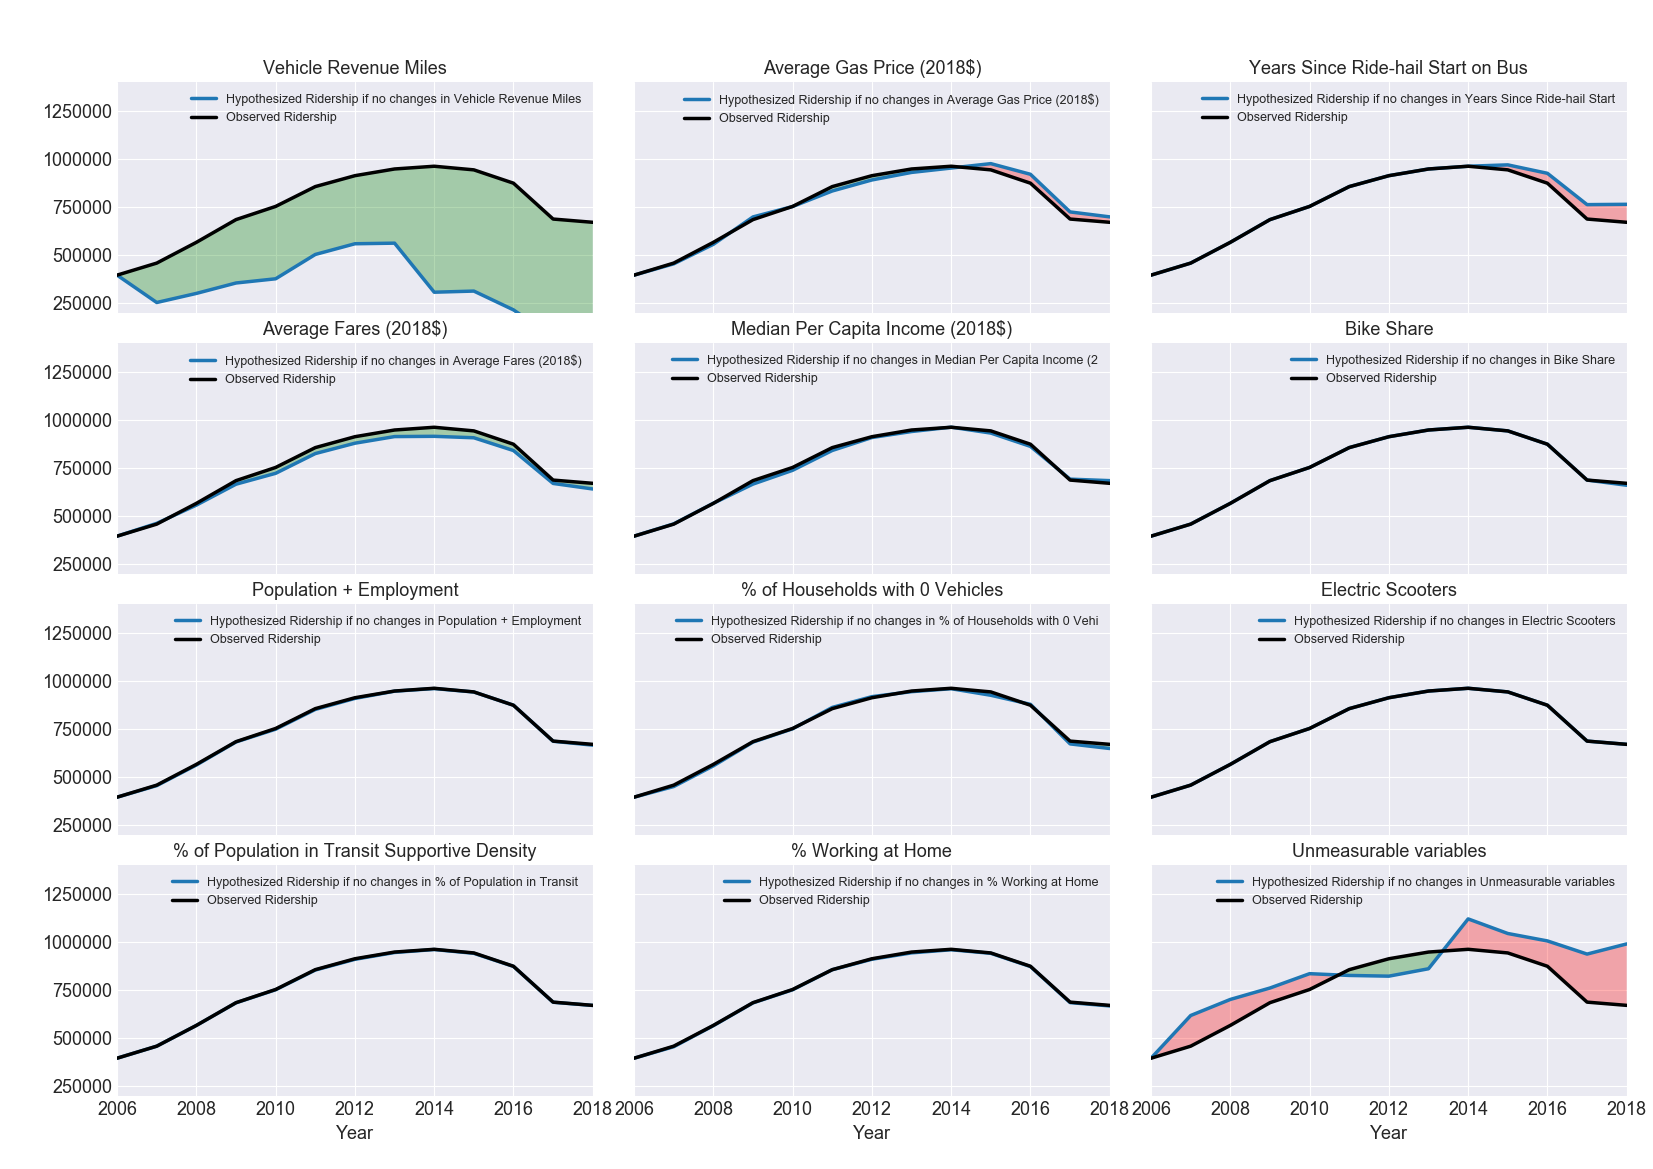 Vehicle Revenue Miles
Hypothesized Ridership if no changes in Vehicle Revenue Miles
Observed Ridership
1250000
1000000
750000
500000
250000
Average Gas Price (2018$)
Hypothesized Ridership if no changes in Average Gas Price (2018$)
Observed Ridership
Years Since Ride-hail Start on Bus
Hypothesized Ridership if no changes in Years Since Ride-hail Start
Observed Ridership
Average Fares (2018$)
Hypothesized Ridership if no changes in Average Fares (2018$)
Observed Ridership
1250000
1000000
750000
500000
250000
Median Per Capita Income (2018$)
Hypothesized Ridership if no changes in Median Per Capita Income (2
Observed Ridership
Bike Share
Hypothesized Ridership if no changes in Bike Share
Observed Ridership
Population + Employment
Hypothesized Ridership if no changes in Population + Employment
Observed Ridership
1250000
1000000
750000
500000
250000
% of Households with 0 Vehicles
Hypothesized Ridership if no changes in % of Households with 0 Vehi
Observed Ridership
Electric Scooters
Hypothesized Ridership if no changes in Electric Scooters
Observed Ridership
% of Population in Transit Supportive Density
Hypothesized Ridership if no changes in % of Population in Transit
Observed Ridership
1250000
1000000
750000
500000
250000
2006 2008 2010 2012 2014 2016 2018
Year
% Working at Home
Hypothesized Ridership if no changes in % Working at Home
Observed Ridership
2006 2008 2010 2012 2014 2016 2018
Year
Unmeasurable variables
Hypothesized Ridership if no changes in Unmeasurable variables
Observed Ridership
2006 2008 2010 2012 2014 2016 2018
Year